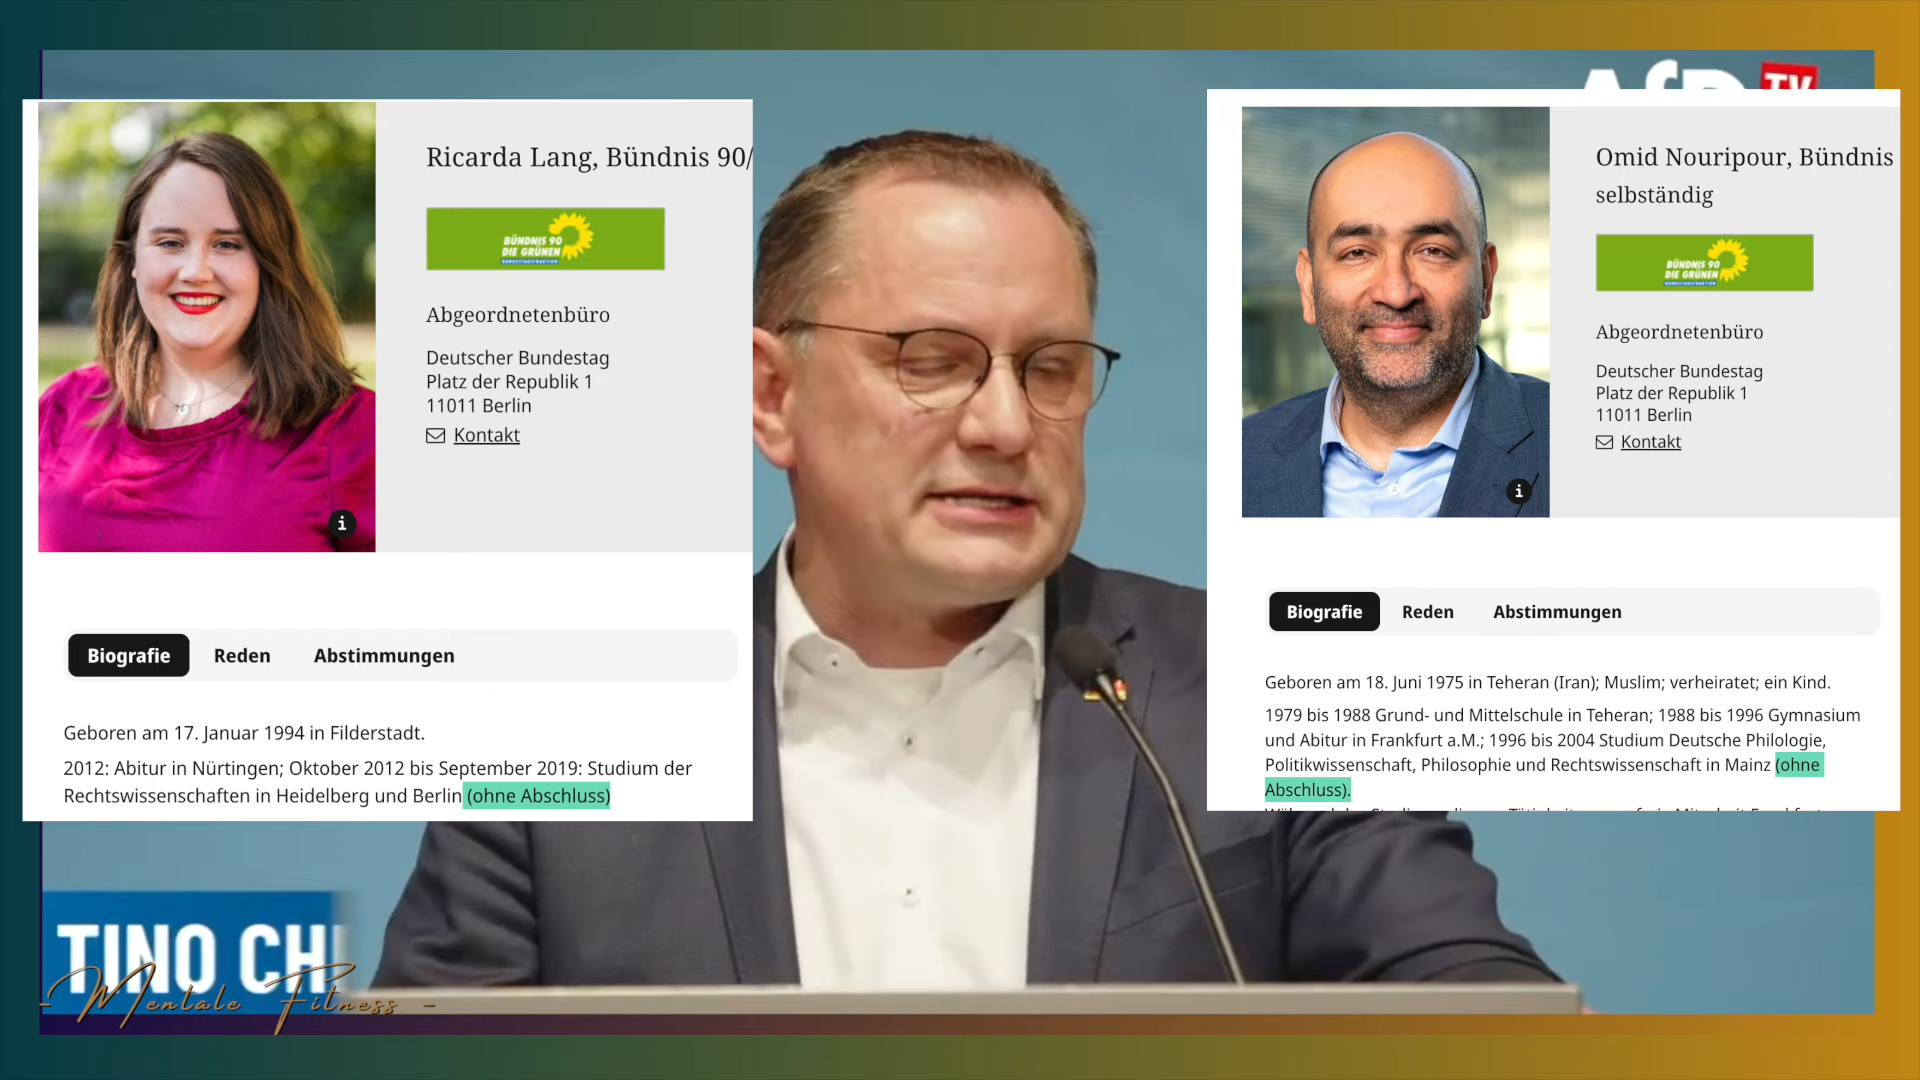 AfD TV
Ricarda Lang, Bündnis 90/
BÜNDNIS 90
DIE GRÜNEN
BUNDESTAGSFRAKTION
Abgeordnetenbüro
Deutscher Bundestag
Platz der Republik 1
11011 Berlin
Kontakt
i
Biografie Reden Abstimmungen
Geboren am 17. Januar 1994 in Filderstadt.
2012: Abitur in Nürtingen; Oktober 2012 bis September 2019: Studium der
Rechtswissenschaften in Heidelberg und Berlin (ohne Abschluss)
Omid Nouripour, Bündnis
selbständig
BÜNDNIS 90
DIE GRÜNEN
BUNDESTAGSFRAKTION
Abgeordnetenbüro
Deutscher Bundestag
Platz der Republik 1
11011 Berlin
Kontakt
i
Biografie Reden Abstimmungen
Geboren am 18. Juni 1975 in Teheran (Iran); Muslim; verheiratet; ein Kind.
1979 bis 1988 Grund- und Mittelschule in Teheran; 1988 bis 1996 Gymnasium
und Abitur in Frankfurt a.M.; 1996 bis 2004 Studium Deutsche Philologie,
Politikwissenschaft, Philosophie und Rechtswissenschaft in Mainz (ohne
Abschluss).
TINO CH
- Mentale Fitness -